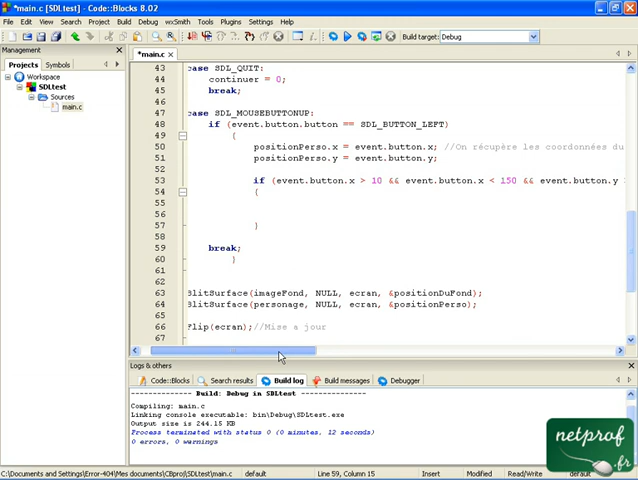 *main.c [SDLtest] - Code::Blocks 8.02
File Edit View Search Project Build Debug wxSmith Tools Plugins Settings Help
Build target: Debug
Management
Projects Symbols
Workspace
SDLtest
Sources
main.c
*main.c
43 case SDL_QUIT:
44 continuer = 0;
45 break;
46
47 case SDL_MOUSEBUTTONUP:
48 if (event.button.button == SDL_BUTTON_LEFT)
49 {
50 positionPerso.x = event.button.x; //On récupère les coordonnées du
51 positionPerso.y = event.button.y;
52
53 if (event.button.x > 10 && event.button.x < 150 && event.button.y >
54 {
55
56
57 }
58
59 break;
60 }
61
62
63 BlitSurface(imageFond, NULL, ecran, &positionDuFond);
64 BlitSurface(personage, NULL, ecran, &positionPerso);
65
66 Flip(ecran);//Mise a jour
67
Logs & others
Code::Blocks Search results Build log Build messages Debugger
-------------- Build: Debug in SDLtest ---------------
Compiling: main.c
Linking console executable: bin\Debug\SDLtest.exe
Output size is 244.15 KB
Process terminated with status 0 (0 minutes, 12 seconds)
0 errors, 0 warnings
netprof
.fr
C:\Documents and Settings\Error-404\Mes documents\CBproj\SDLtest\main.c default Line 59, Column 15 Insert Modified Read/Write default